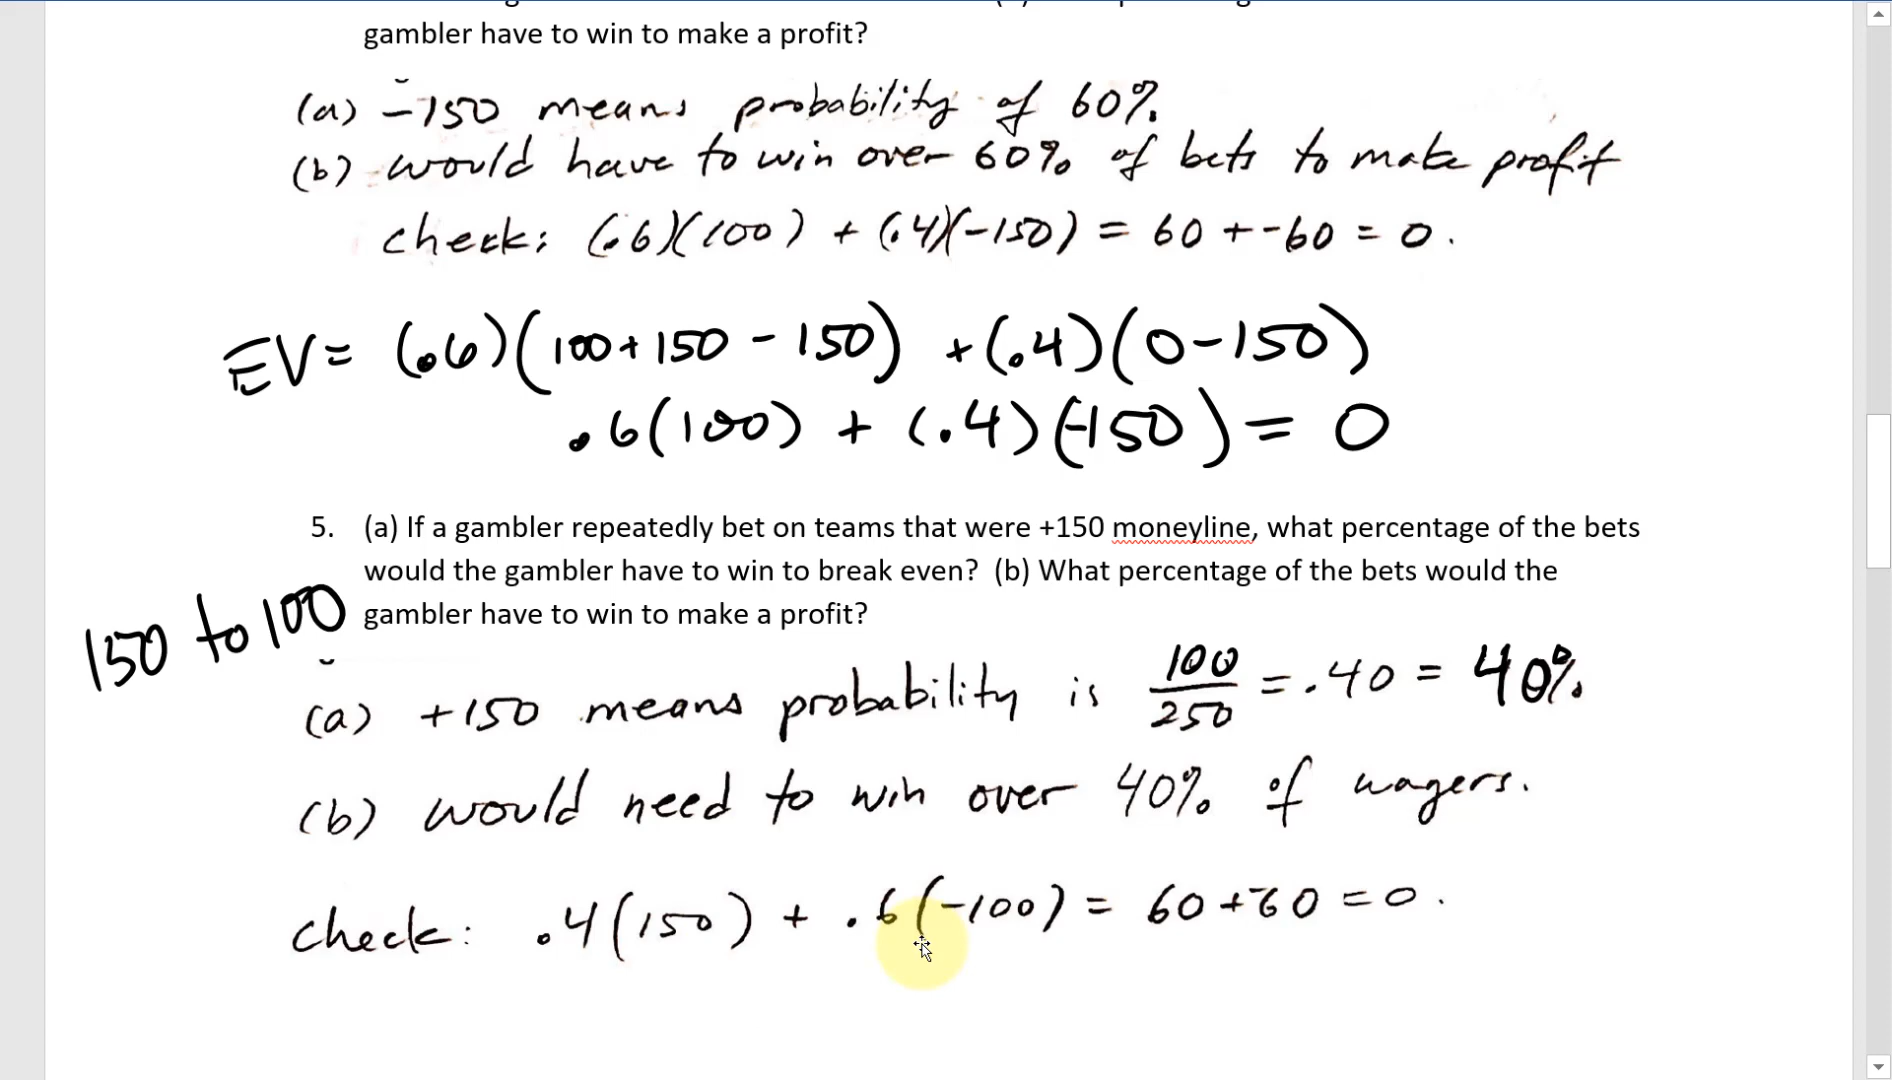 gambler have to win to make a profit?
(a) -150 means probability of 60%.
(b) would have to win over 60% of bets to make profit
check: (.6)(100) + (.4)(-150) = 60 + -60 = 0.
EV= (.6)(100+150-150) +(.4)(0-150)
.6(100) + (.4)(-150) = 0
5. (a) If a gambler repeatedly bet on teams that were +150 moneyline, what percentage of the bets
would the gambler have to win to break even? (b) What percentage of the bets would the
gambler have to win to make a profit?
150 to 100
(a) +150 means probability is 100/250 = .40 = 40%.
(b) would need to win over 40% of wagers.
check: .4(150) + .6(-100) = 60+-60 = 0.